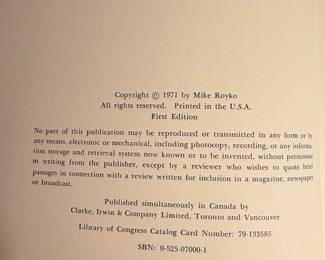 Copyright © 1971 by Mike Royko
All rights reserved. Printed in the U.S.A.
First Edition
No part of this publication may be reproduced or transmitted in any form or by
any means, electronic or mechanical, including photocopy, recording, or any informa-
tion storage and retrieval system now known or to be invented, without permission
in writing from the publisher, except by a reviewer who wishes to quote brief
passages in connection with a review written for inclusion in a magazine, newspaper
or broadcast.
Published simultaneously in Canada by
Clarke, Irwin & Company Limited, Toronto and Vancouver
Library of Congress Catalog Card Number: 79-133585
SBN: 0-525-07000-1